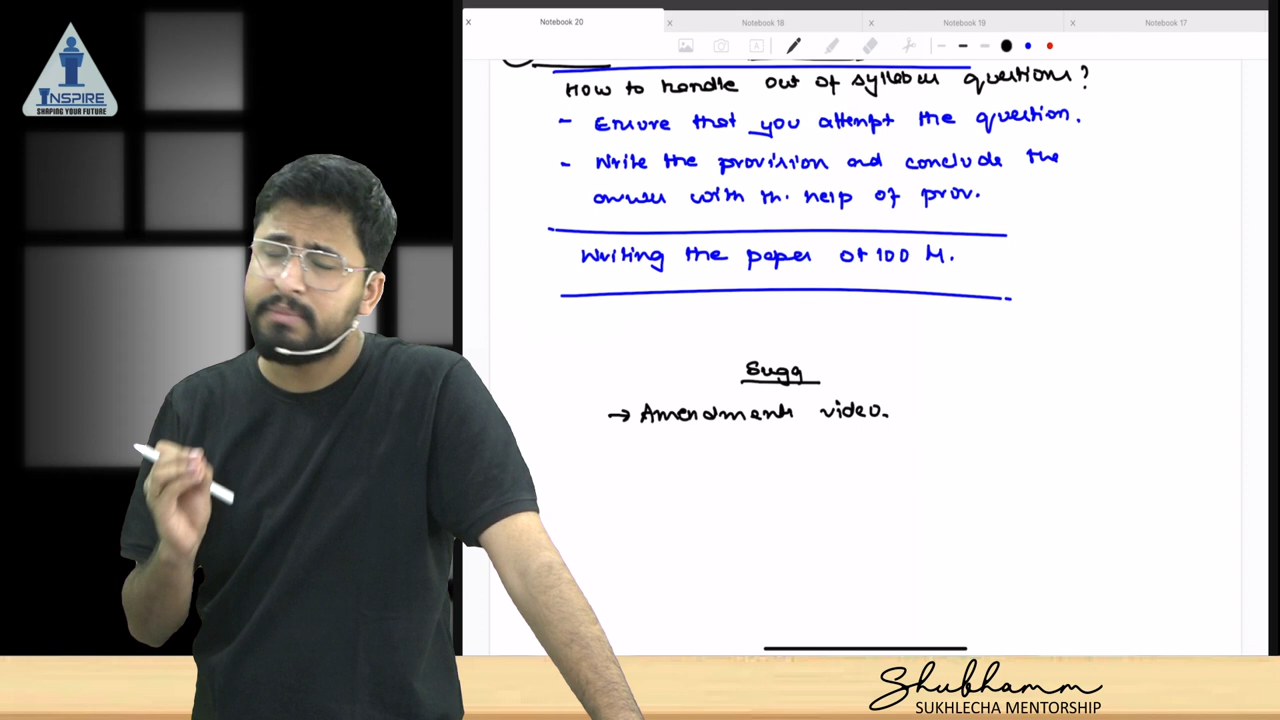 Notebook 20
Notebook 18
Notebook 19
Notebook 17
INSPIRE
SHAPING YOUR FUTURE
How to handle out of syllabus questions?
- Ensure that you attempt the question.
- Write the provision and conclude the
answer with th. help of prov.
Writing the paper of 100 M.
Sugg
→ Amendments video.
Shubhamm
SUKHLECHA MENTORSHIP